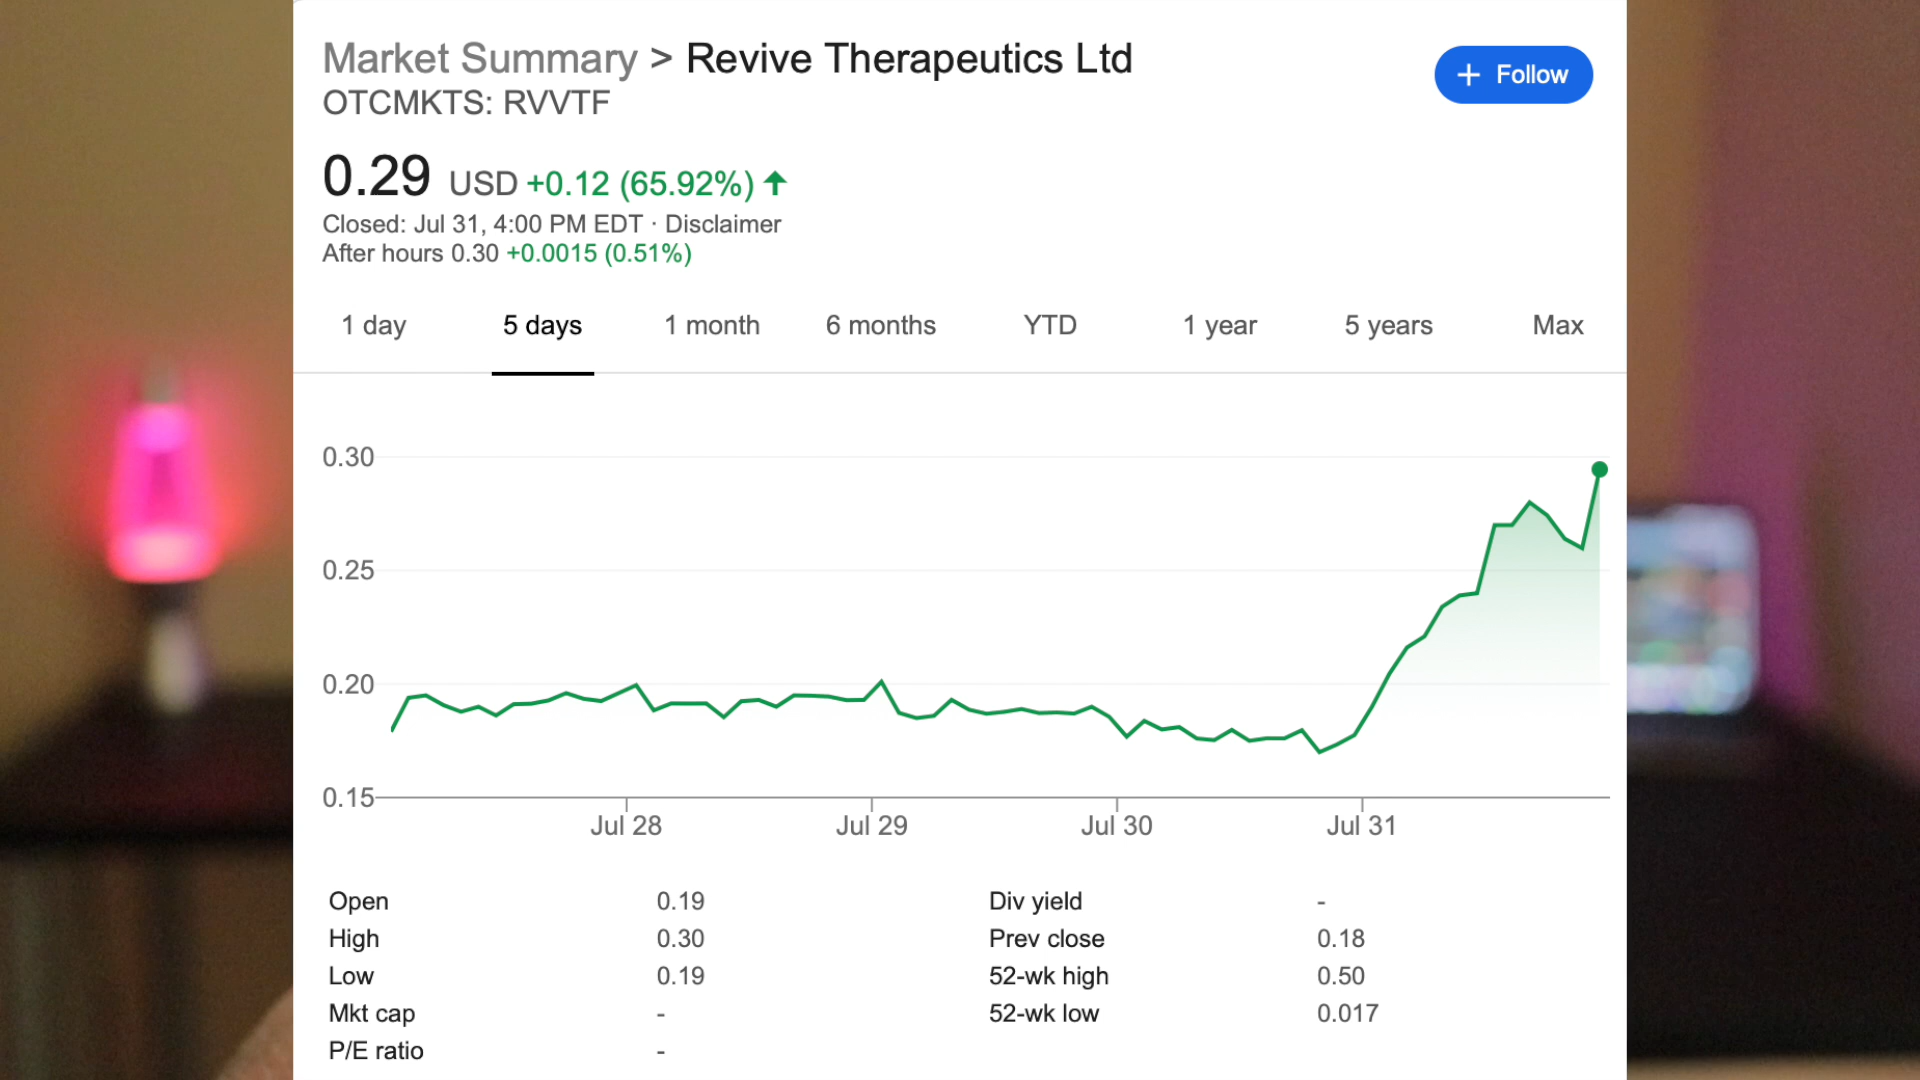 Market Summary > Revive Therapeutics Ltd
OTCMKTS: RVVTF
+ Follow
0.29 USD +0.12 (65.92%)
Closed: Jul 31, 4:00 PM EDT · Disclaimer
After hours 0.30 +0.0015 (0.51%)
1 day 5 days 1 month 6 months YTD 1 year 5 years Max
0.30
0.25
0.20
0.15
Jul 28 Jul 29 Jul 30 Jul 31
Open 0.19 Div yield -
High 0.30 Prev close 0.18
Low 0.19 52-wk high 0.50
Mkt cap - 52-wk low 0.017
P/E ratio -